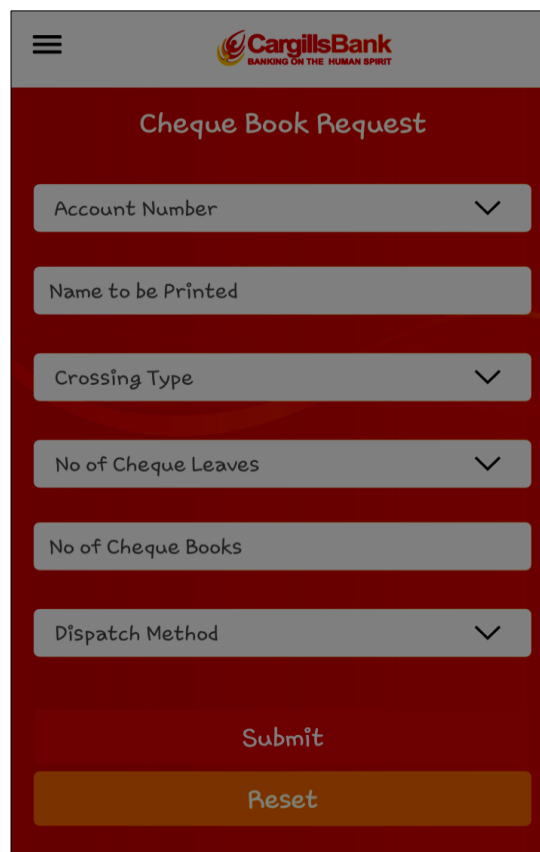 CargillsBank
BANKING ON THE HUMAN SPIRIT
Cheque Book Request
Account Number
Name to be Printed
Crossing Type
No of Cheque Leaves
No of Cheque Books
Dispatch Method
Submit
Reset